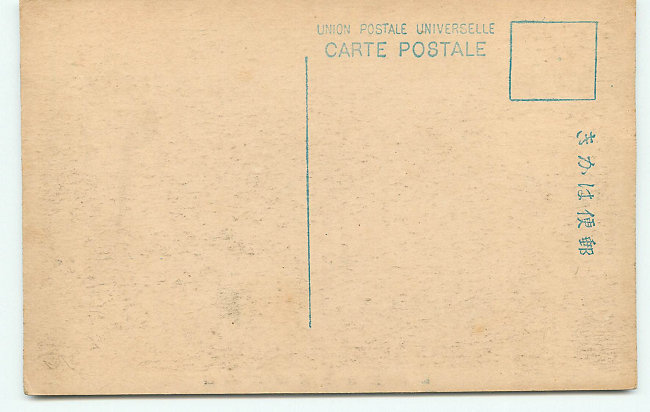 UNION POSTALE UNIVERSELLE
CARTE POSTALE
郵便はかき